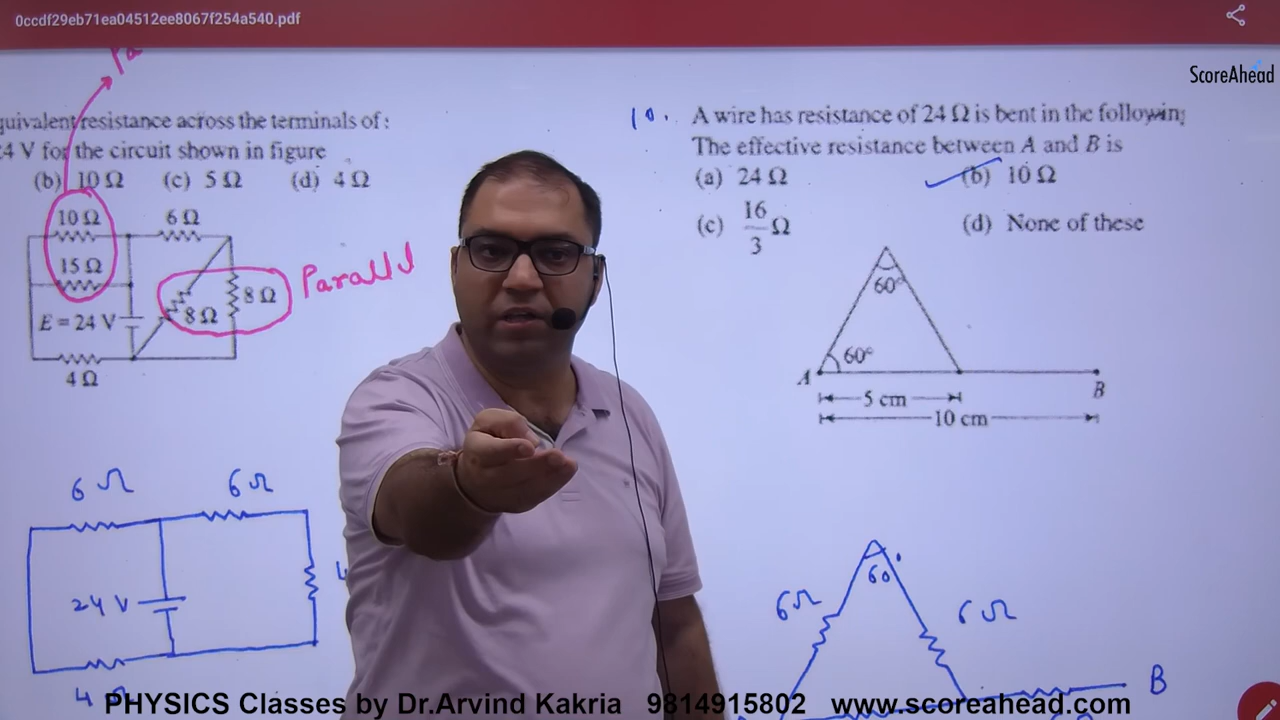 0ccdf29eb71ea04512ee8067f254a540.pdf
ScoreAhead
Pa
quivalent resistance across the terminals of :
4 V for the circuit shown in figure
(b) 10 Ω (c) 5 Ω (d) 4 Ω
10 Ω
6 Ω
15 Ω
8 Ω
8 Ω
E = 24 V
4 Ω
Parallel
6 Ω
6 Ω
24 V
4
10. A wire has resistance of 24 Ω is bent in the following
The effective resistance between A and B is
(a) 24 Ω (b) 10 Ω
(c) 16/3 Ω (d) None of these
60°
60°
A
B
5 cm
10 cm
60
6 Ω
6 Ω
B
PHYSICS Classes by Dr.Arvind Kakria 9814915802 www.scoreahead.com